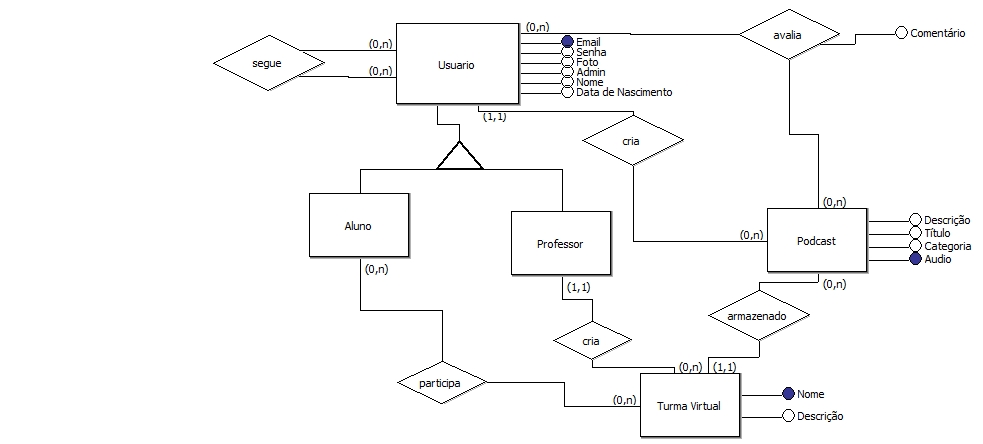 (0,n)
avalia
Comentário
(0,n)
Email
segue
Usuario
Senha
Foto
(0,n)
Admin
Nome
Data de Nascimento
(1,1)
cria
(0,n)
Aluno
Descrição
Título
Professor
(0,n)
Podcast
Categoria
Audio
(0,n)
(1,1)
(0,n)
armazenado
cria
(0,n)
(1,1)
participa
Nome
(0,n)
Turma Virtual
Descrição